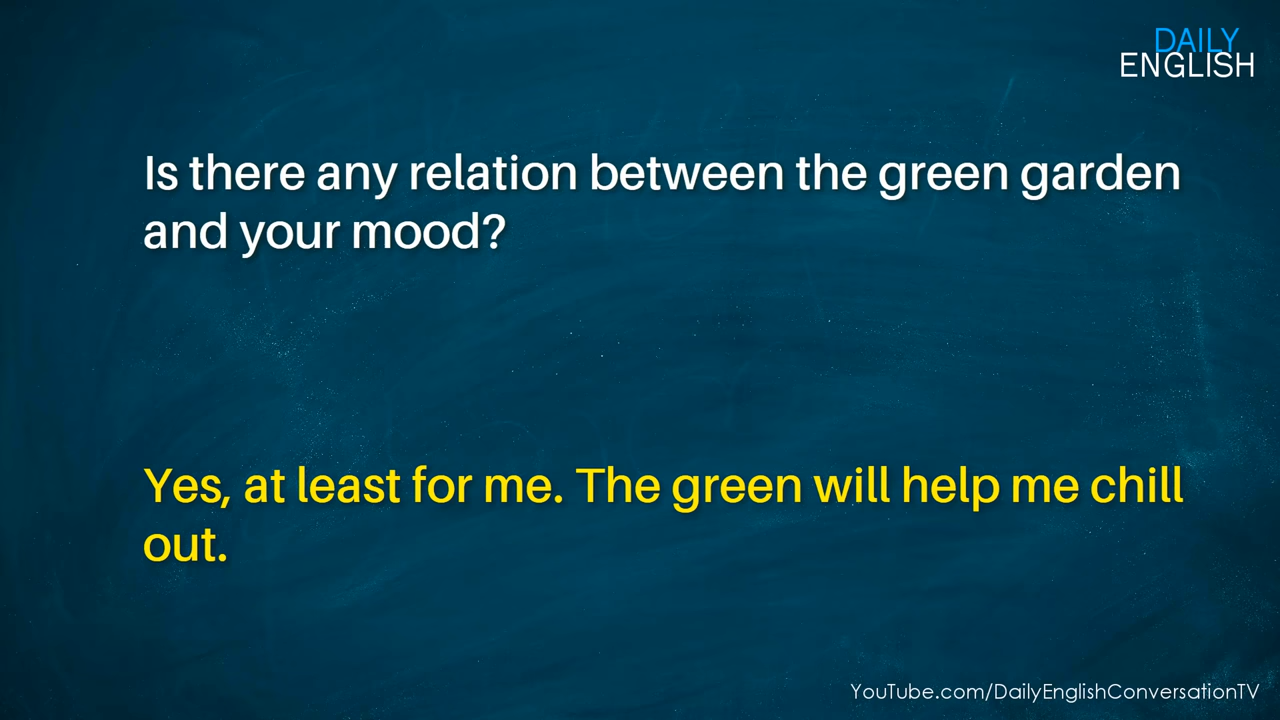 DAILY
ENGLISH
Is there any relation between the green garden
and your mood?
Yes, at least for me. The green will help me chill
out.
YouTube.com/DailyEnglishConversationTV